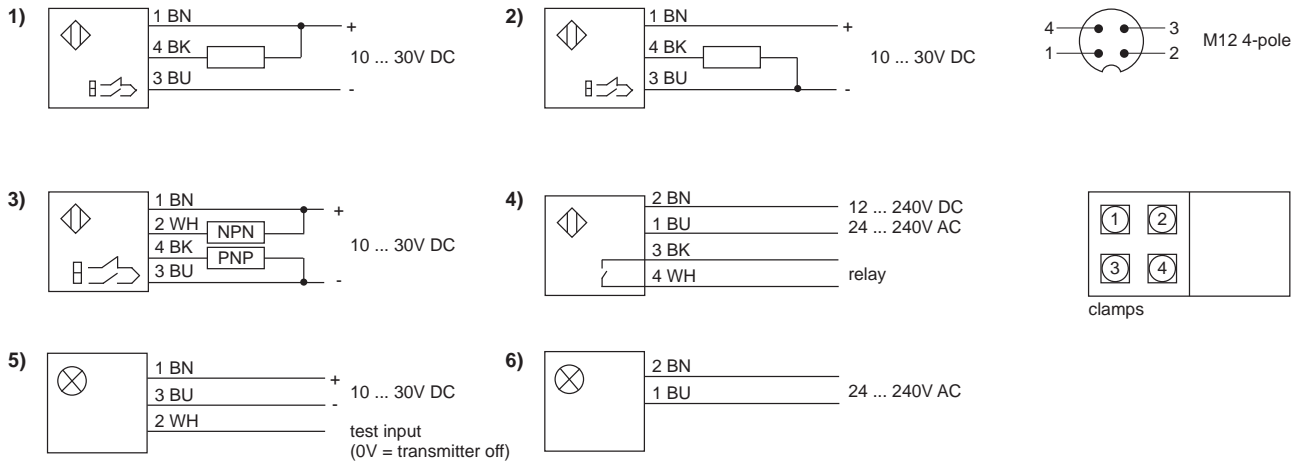 1)
1 BN
+
4 BK
10 ... 30V DC
3 BU
-
2)
1 BN
+
4 BK
10 ... 30V DC
3 BU
-
4 3
M12 4-pole
1 2
3)
1 BN
+
2 WH NPN
10 ... 30V DC
4 BK PNP
3 BU
-
4)
2 BN
12 ... 240V DC
1 BU
24 ... 240V AC
3 BK
relay
4 WH
1 2
3 4
clamps
5)
1 BN
+
10 ... 30V DC
3 BU
-
2 WH
test input
(0V = transmitter off)
6)
2 BN
24 ... 240V AC
1 BU